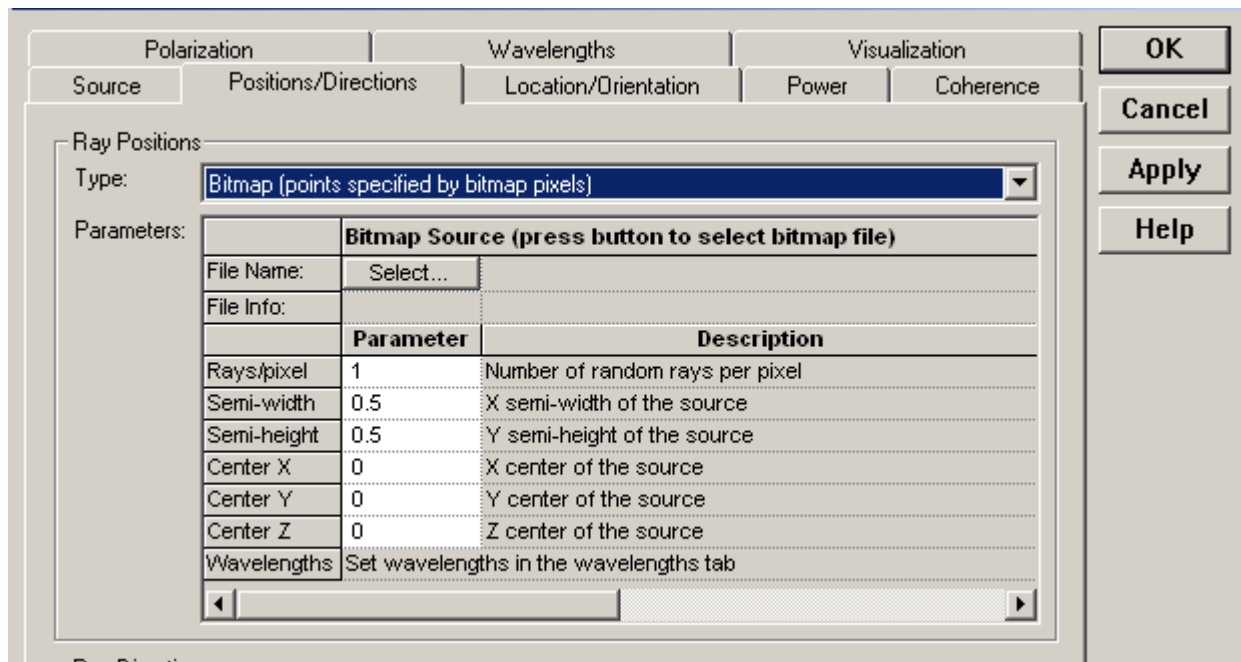 Polarization Wavelengths Visualization
Source Positions/Directions Location/Orientation Power Coherence
OK
Cancel
Apply
Help
Ray Positions
Type: Bitmap (points specified by bitmap pixels)
Parameters: Bitmap Source (press button to select bitmap file)
File Name: Select...
File Info:
Parameter Description
Rays/pixel 1 Number of random rays per pixel
Semi-width 0.5 X semi-width of the source
Semi-height 0.5 Y semi-height of the source
Center X 0 X center of the source
Center Y 0 Y center of the source
Center Z 0 Z center of the source
Wavelengths Set wavelengths in the wavelengths tab